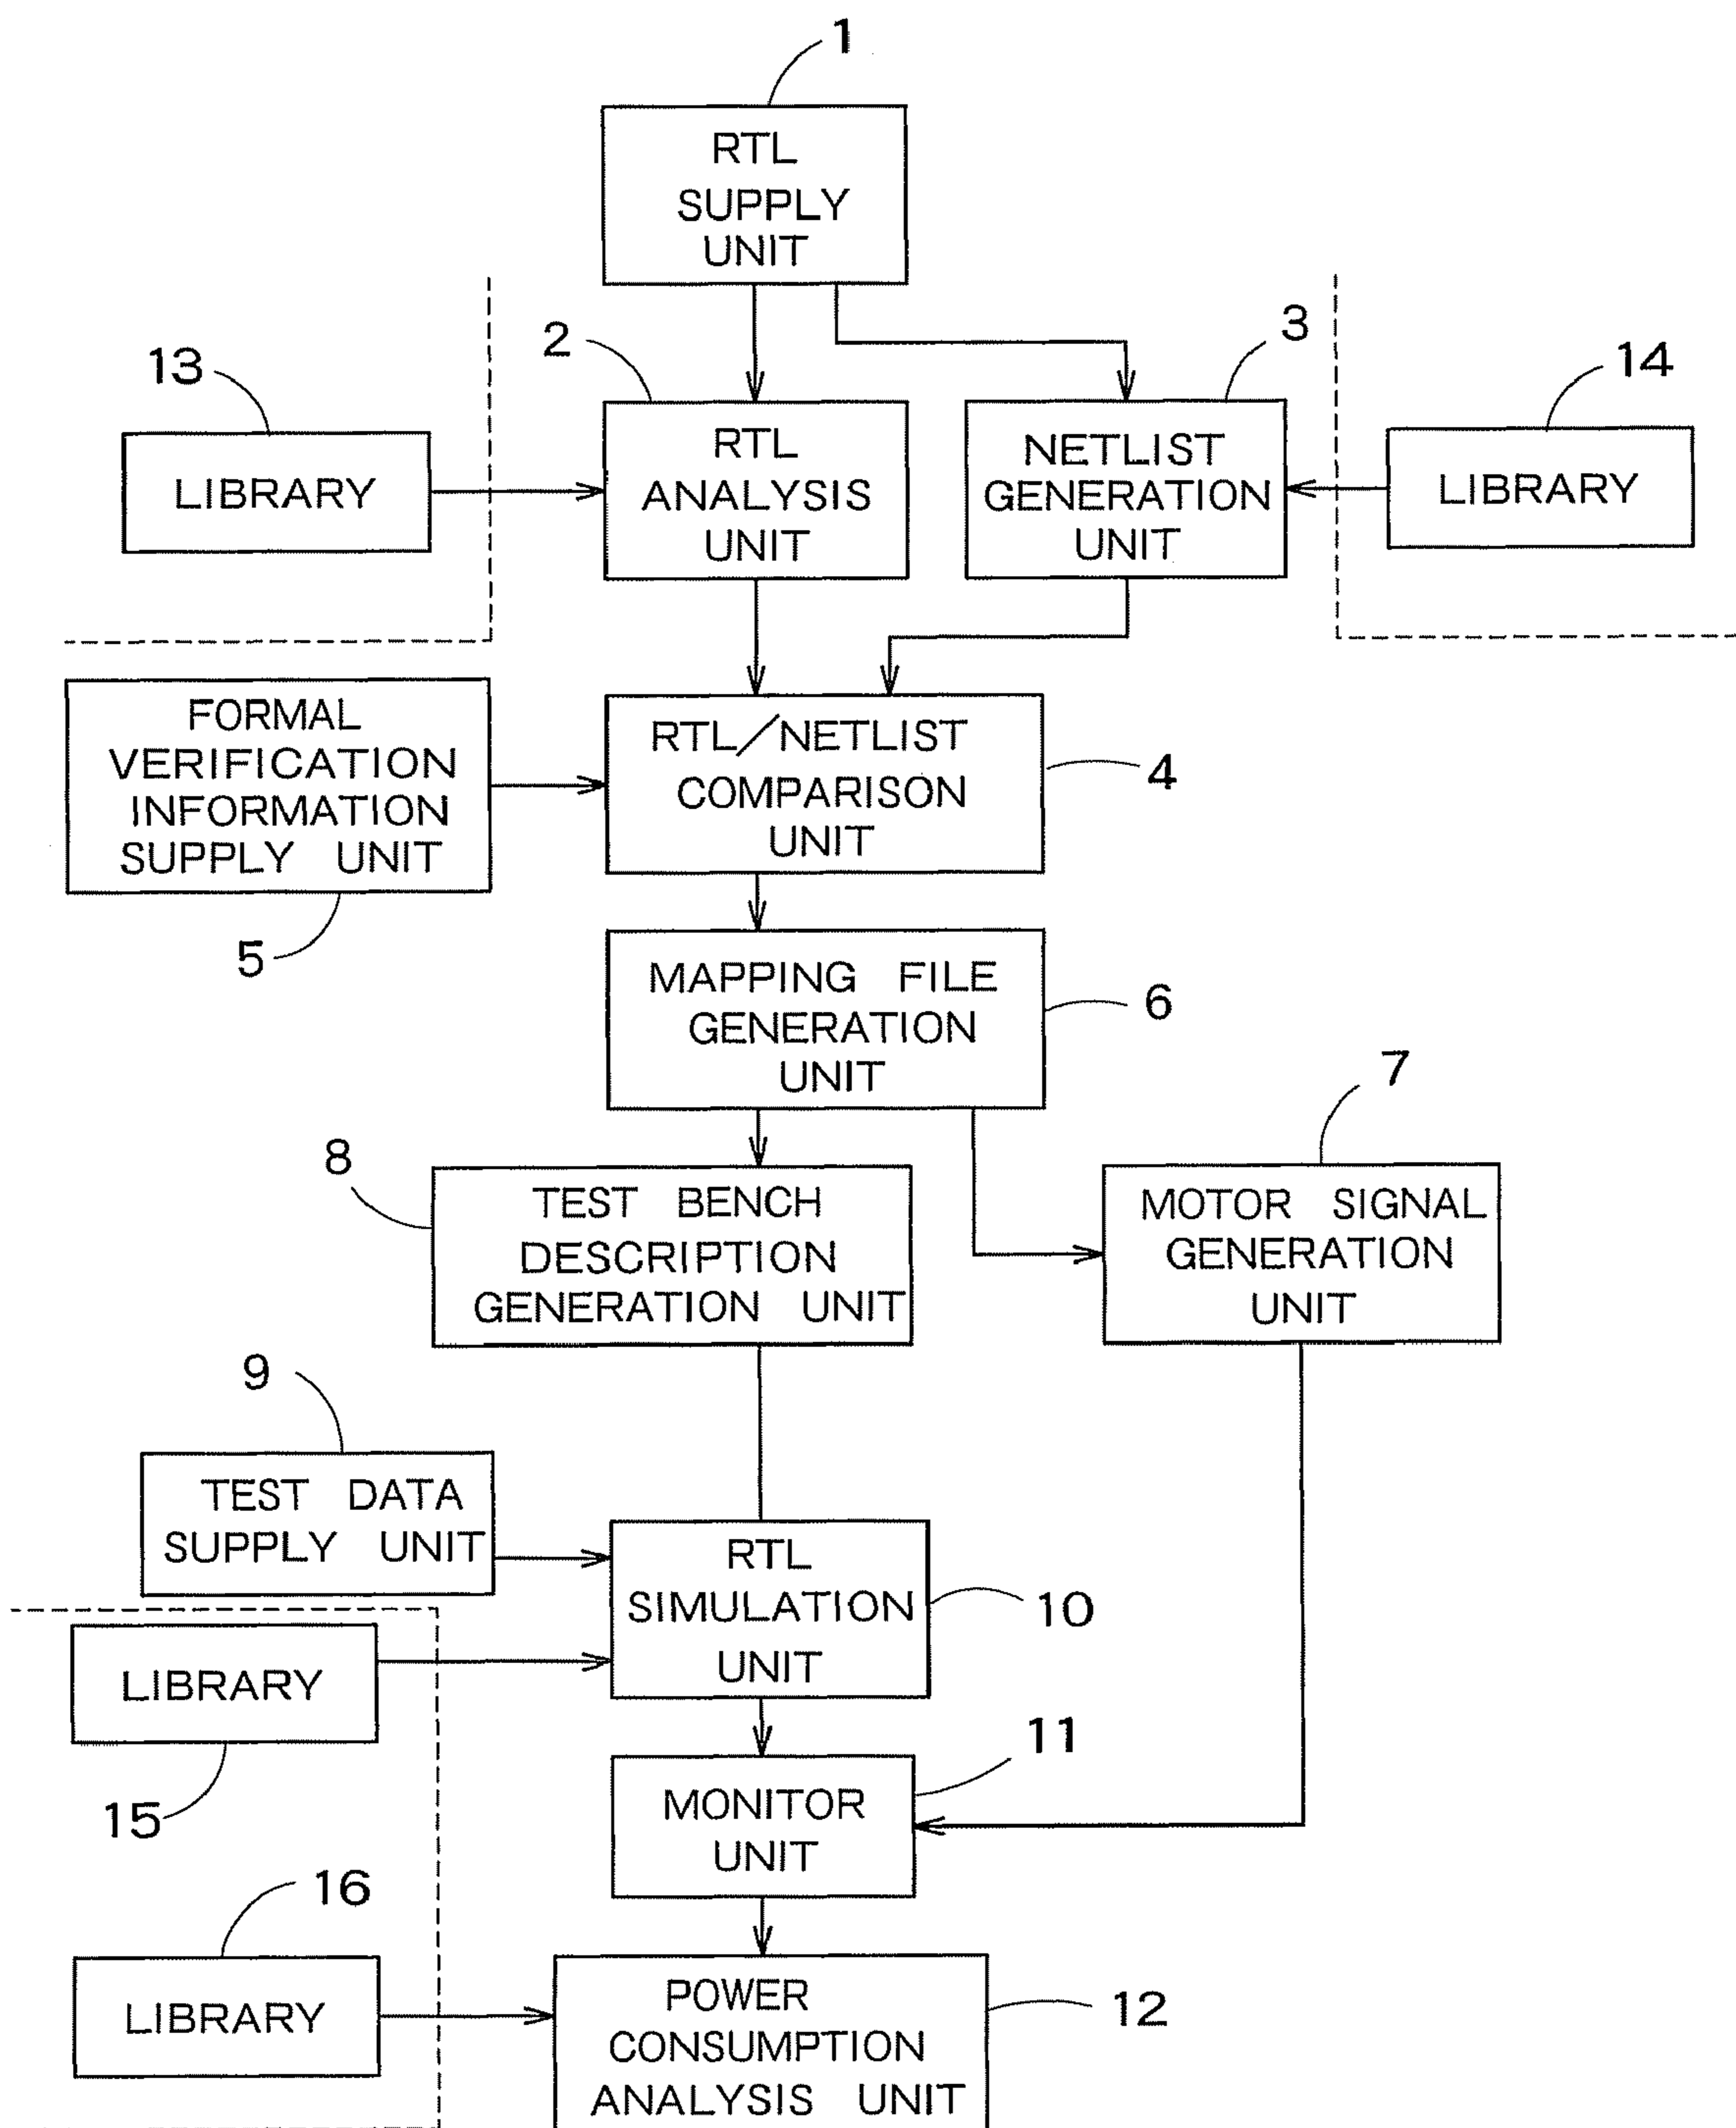 1
RTL
SUPPLY
UNIT
2
3
13
14
LIBRARY
RTL
ANALYSIS
UNIT
NETLIST
GENERATION
UNIT
LIBRARY
FORMAL
VERIFICATION
INFORMATION
SUPPLY UNIT
5
RTL/NETLIST
COMPARISON
UNIT
4
MAPPING FILE
GENERATION
UNIT
6
7
8
TEST BENCH
DESCRIPTION
GENERATION UNIT
MOTOR SIGNAL
GENERATION
UNIT
9
TEST DATA
SUPPLY UNIT
RTL
SIMULATION
UNIT
10
LIBRARY
15
11
MONITOR
UNIT
16
LIBRARY
POWER
CONSUMPTION
ANALYSIS UNIT
12